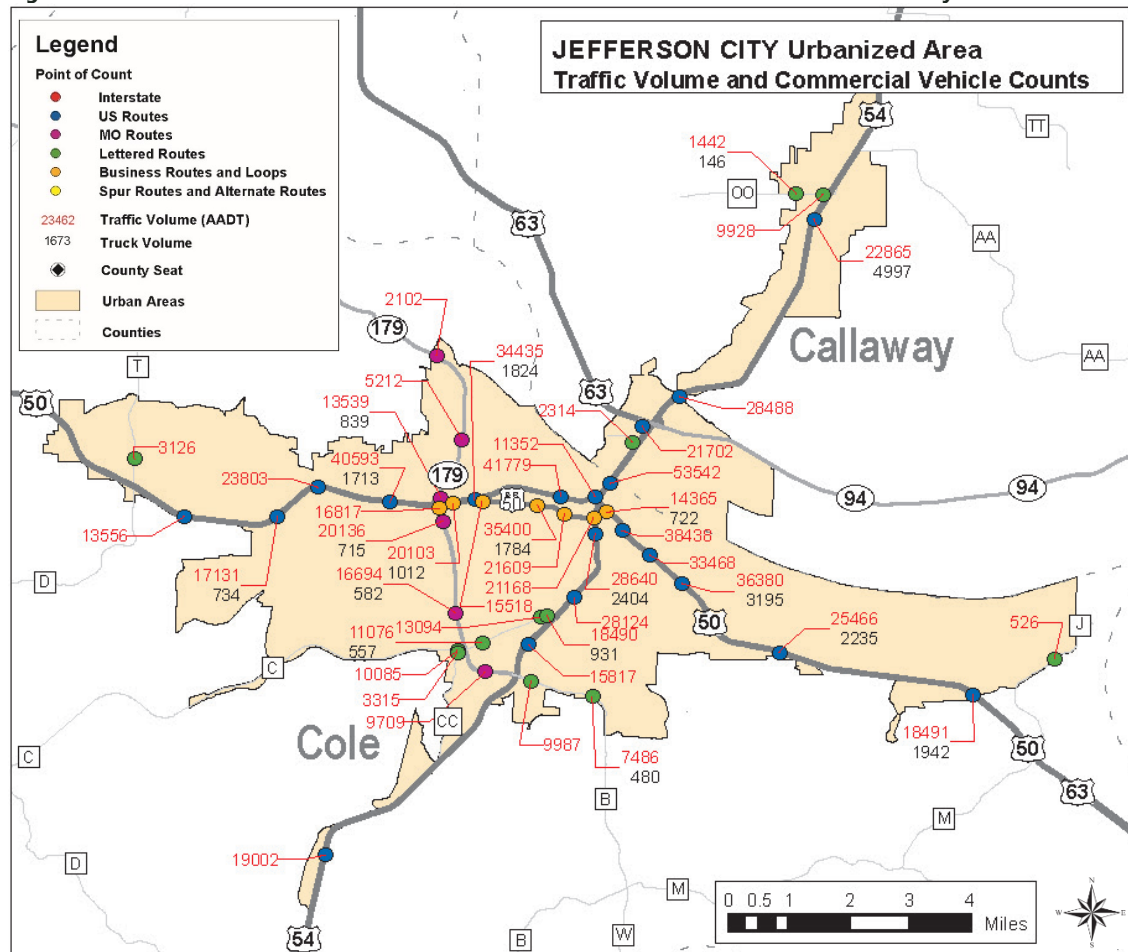 JEFFERSON CITY Urbanized Area
Traffic Volume and Commercial Vehicle Counts
Legend
Point of Count
Interstate
US Routes
MO Routes
Lettered Routes
Business Routes and Loops
Spur Routes and Alternate Routes
23462 Traffic Volume (AADT)
1673 Truck Volume
County Seat
Urban Areas
Counties
54
TT
1442
146
OO
9928
63
AA
22865
4997
2102
179
34435
1824
Callaway
T
AA
5212
63
50
13539
839
2314
28488
3126
11352
21702
179
40593
1713
41779
53542
23803
94
94
50
14365
722
16817
13556
20136
715
35400
1784
38438
20103
1012
21609
33468
D
17131
734
16694
582
21168
28640
2404
36380
3195
15518
50
13094
28124
25466
2235
526
J
11076
557
18490
931
C
10085
15817
3315
CC
9709
Cole
9987
7486
480
18491
1942
50
C
63
B
M
19002
D
M
0 0.5 1 2 3 4
Miles
N
W
E
S
54
B
W